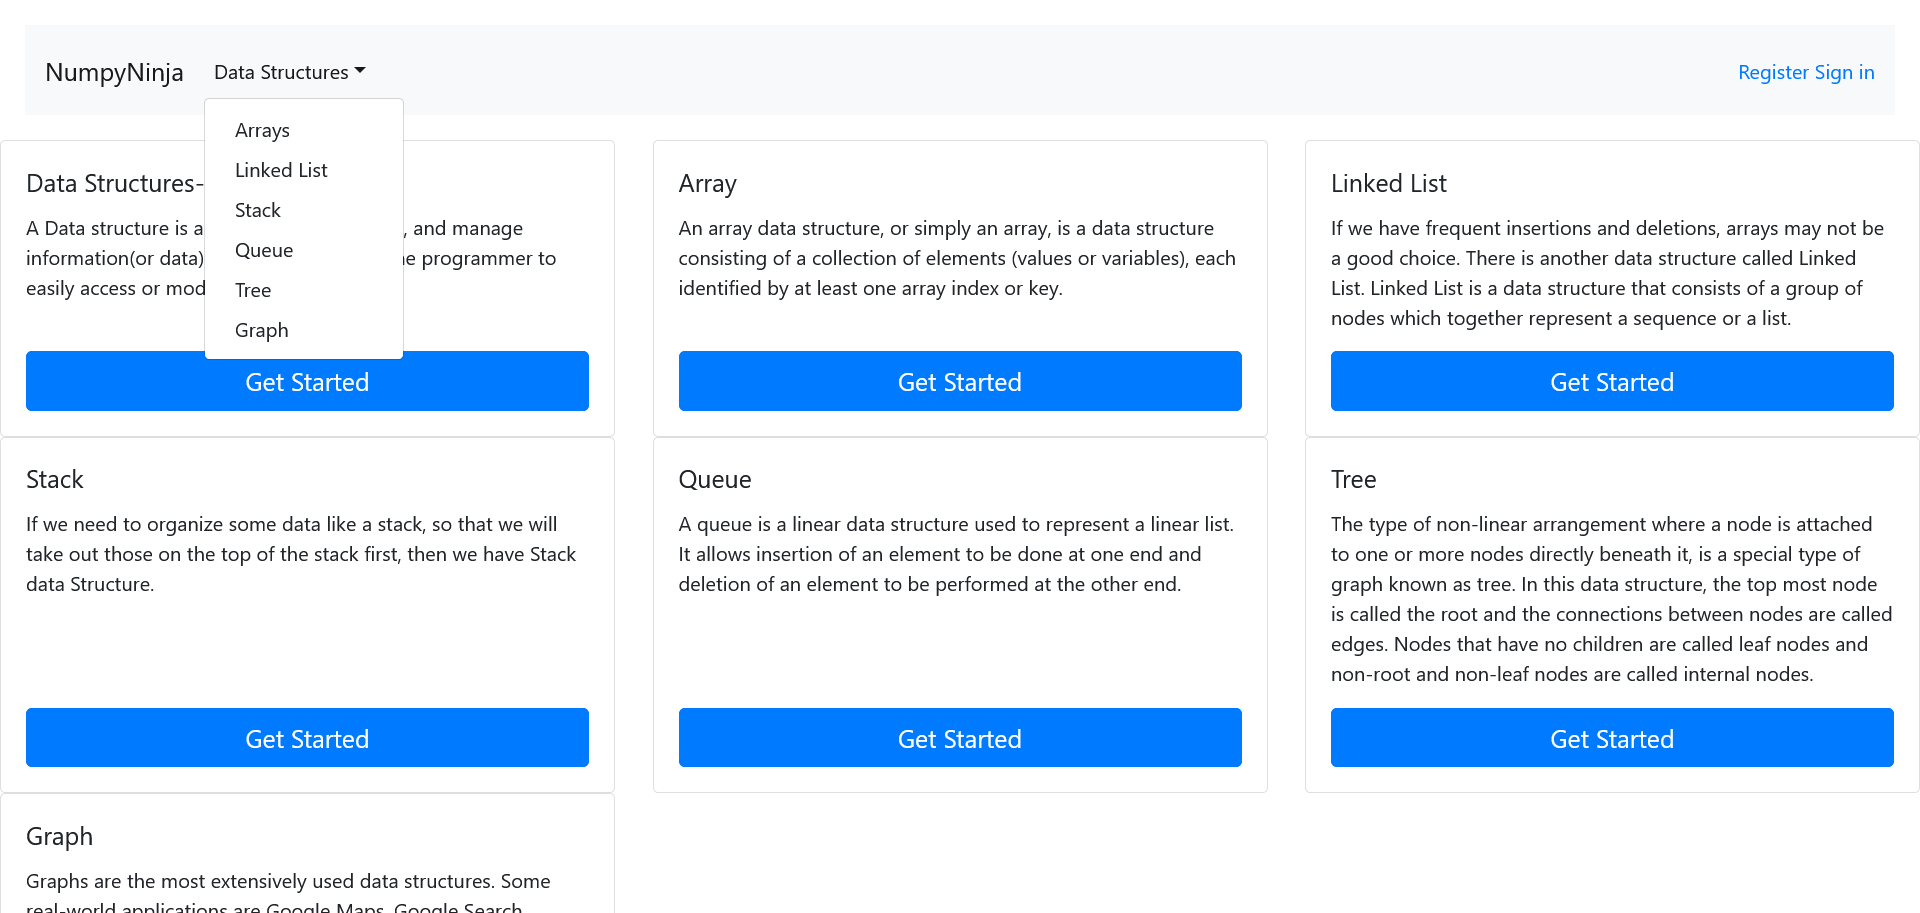 NumpyNinja
Data Structures
Register Sign in
Arrays
Linked List
Stack
Queue
Tree
Graph
Data Structures-
A Data structure is a , and manage
information(or data) programmer to
easily access or mod
Get Started
Array
An array data structure, or simply an array, is a data structure
consisting of a collection of elements (values or variables), each
identified by at least one array index or key.
Get Started
Linked List
If we have frequent insertions and deletions, arrays may not be
a good choice. There is another data structure called Linked
List. Linked List is a data structure that consists of a group of
nodes which together represent a sequence or a list.
Get Started
Stack
If we need to organize some data like a stack, so that we will
take out those on the top of the stack first, then we have Stack
data Structure.
Get Started
Queue
A queue is a linear data structure used to represent a linear list.
It allows insertion of an element to be done at one end and
deletion of an element to be performed at the other end.
Get Started
Tree
The type of non-linear arrangement where a node is attached
to one or more nodes directly beneath it, is a special type of
graph known as tree. In this data structure, the top most node
is called the root and the connections between nodes are called
edges. Nodes that have no children are called leaf nodes and
non-root and non-leaf nodes are called internal nodes.
Get Started
Graph
Graphs are the most extensively used data structures. Some
real-world applications are Google Maps, Google Search,